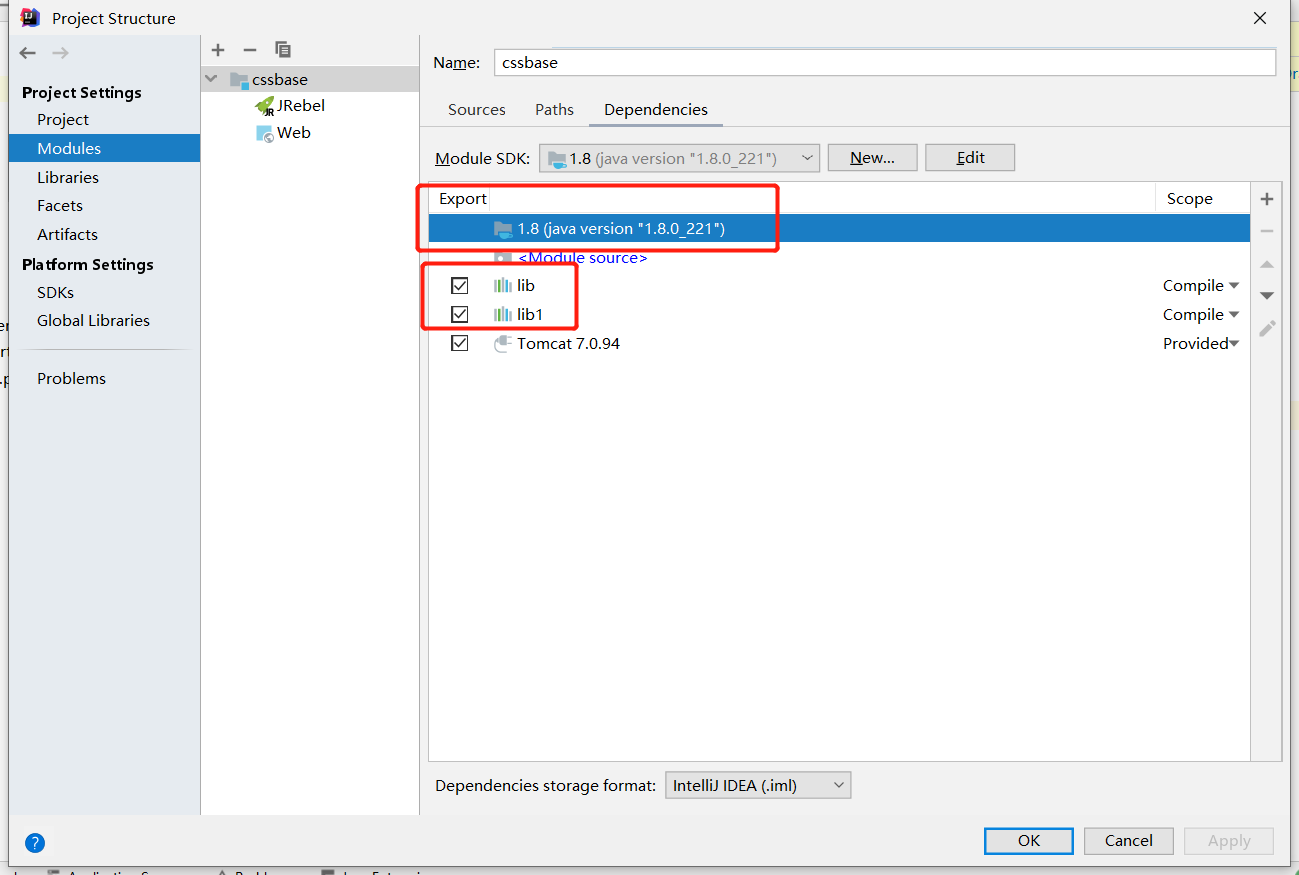 Project Structure
Project Settings
Project
Modules
Libraries
Facets
Artifacts
Platform Settings
SDKs
Global Libraries
Problems
cssbase
JRebel
Web
Name: cssbase
Sources Paths Dependencies
Module SDK: 1.8 (java version "1.8.0_221") New... Edit
Export Scope
1.8 (java version "1.8.0_221")
<Module source>
lib Compile
lib1 Compile
Tomcat 7.0.94 Provided
Dependencies storage format: IntelliJ IDEA (.iml)
? OK Cancel Apply